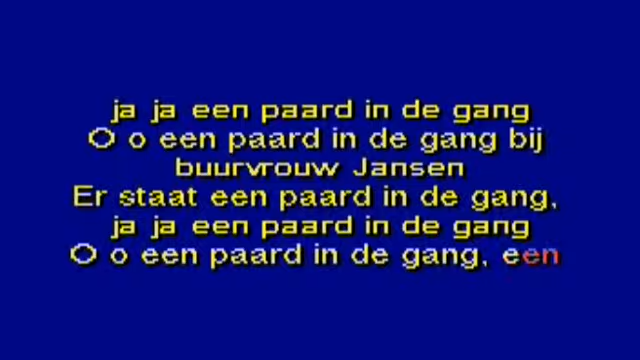 ja ja een paard in de gang
O o een paard in de gang bij
buurvrouw Jansen
Er staat een paard in de gang,
ja ja een paard in de gang
O o een paard in de gang, een